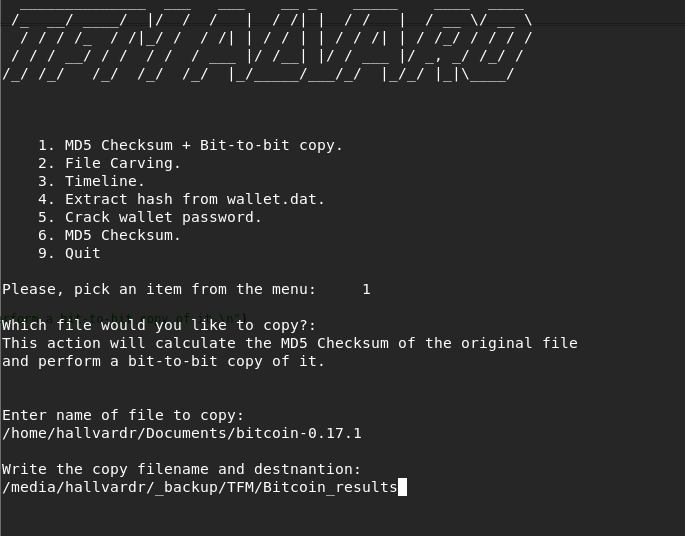 1. MD5 Checksum + Bit-to-bit copy.
2. File Carving.
3. Timeline.
4. Extract hash from wallet.dat.
5. Crack wallet password.
6. MD5 Checksum.
9. Quit
Please, pick an item from the menu: 1
Which file would you like to copy?:
This action will calculate the MD5 Checksum of the original file
and perform a bit-to-bit copy of it.
Enter name of file to copy:
/home/hallvardr/Documents/bitcoin-0.17.1
Write the copy filename and destnantion:
/media/hallvardr/_backup/TFM/Bitcoin_results